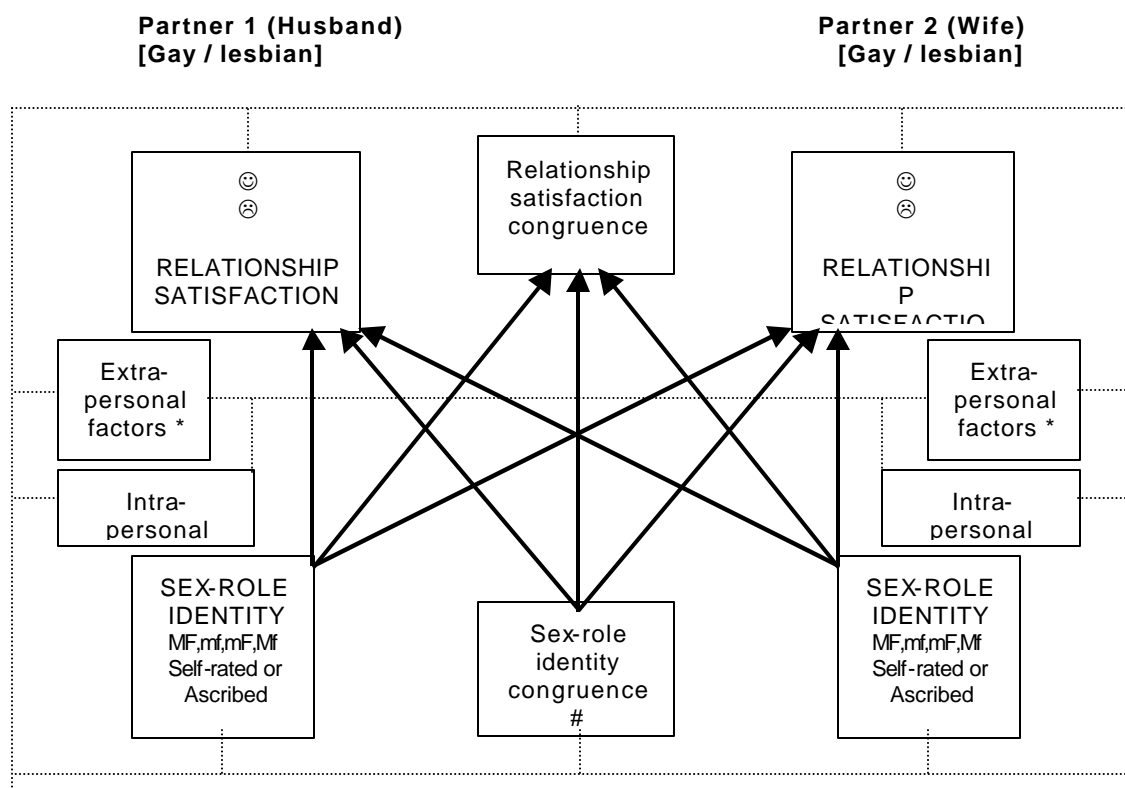 Partner 1 (Husband)
[Gay / lesbian]
Partner 2 (Wife)
[Gay / lesbian]
☺
☹
RELATIONSHIP
SATISFACTION
Relationship
satisfaction
congruence
☺
☹
RELATIONSHI
P
SATISFACTIO
Extra-
personal
factors *
Extra-
personal
factors *
Intra-
personal
Intra-
personal
SEX-ROLE
IDENTITY
MF,mf,mF,Mf
Self-rated or
Ascribed
Sex-role
identity
congruence
#
SEX-ROLE
IDENTITY
MF,mf,mF,Mf
Self-rated or
Ascribed